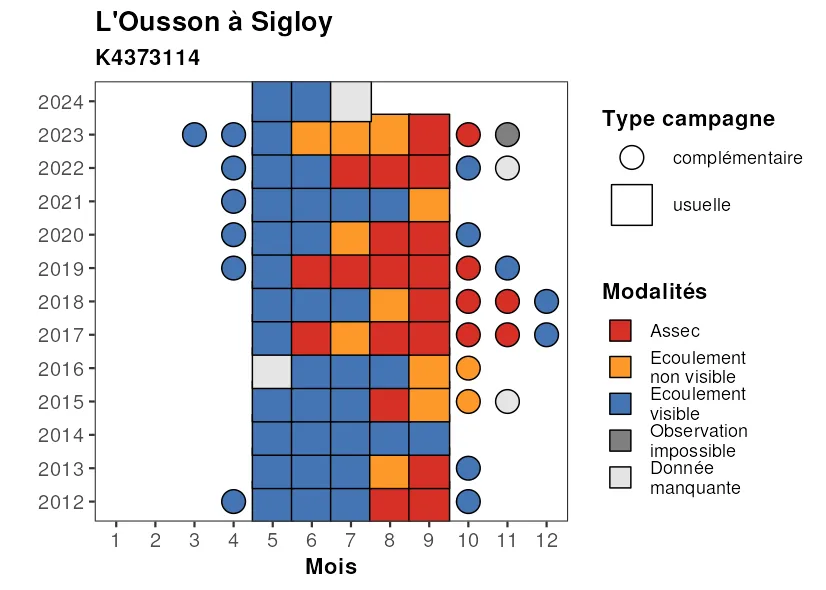 L'Ousson à Sigloy
K4373114
2024
2023
2022
2021
2020
2019
2018
2017
2016
2015
2014
2013
2012
1 2 3 4 5 6 7 8 9 10 11 12
Mois
Type campagne
complémentaire
usuelle
Modalités
Assec
Ecoulement
non visible
Ecoulement
visible
Observation
impossible
Donnée
manquante